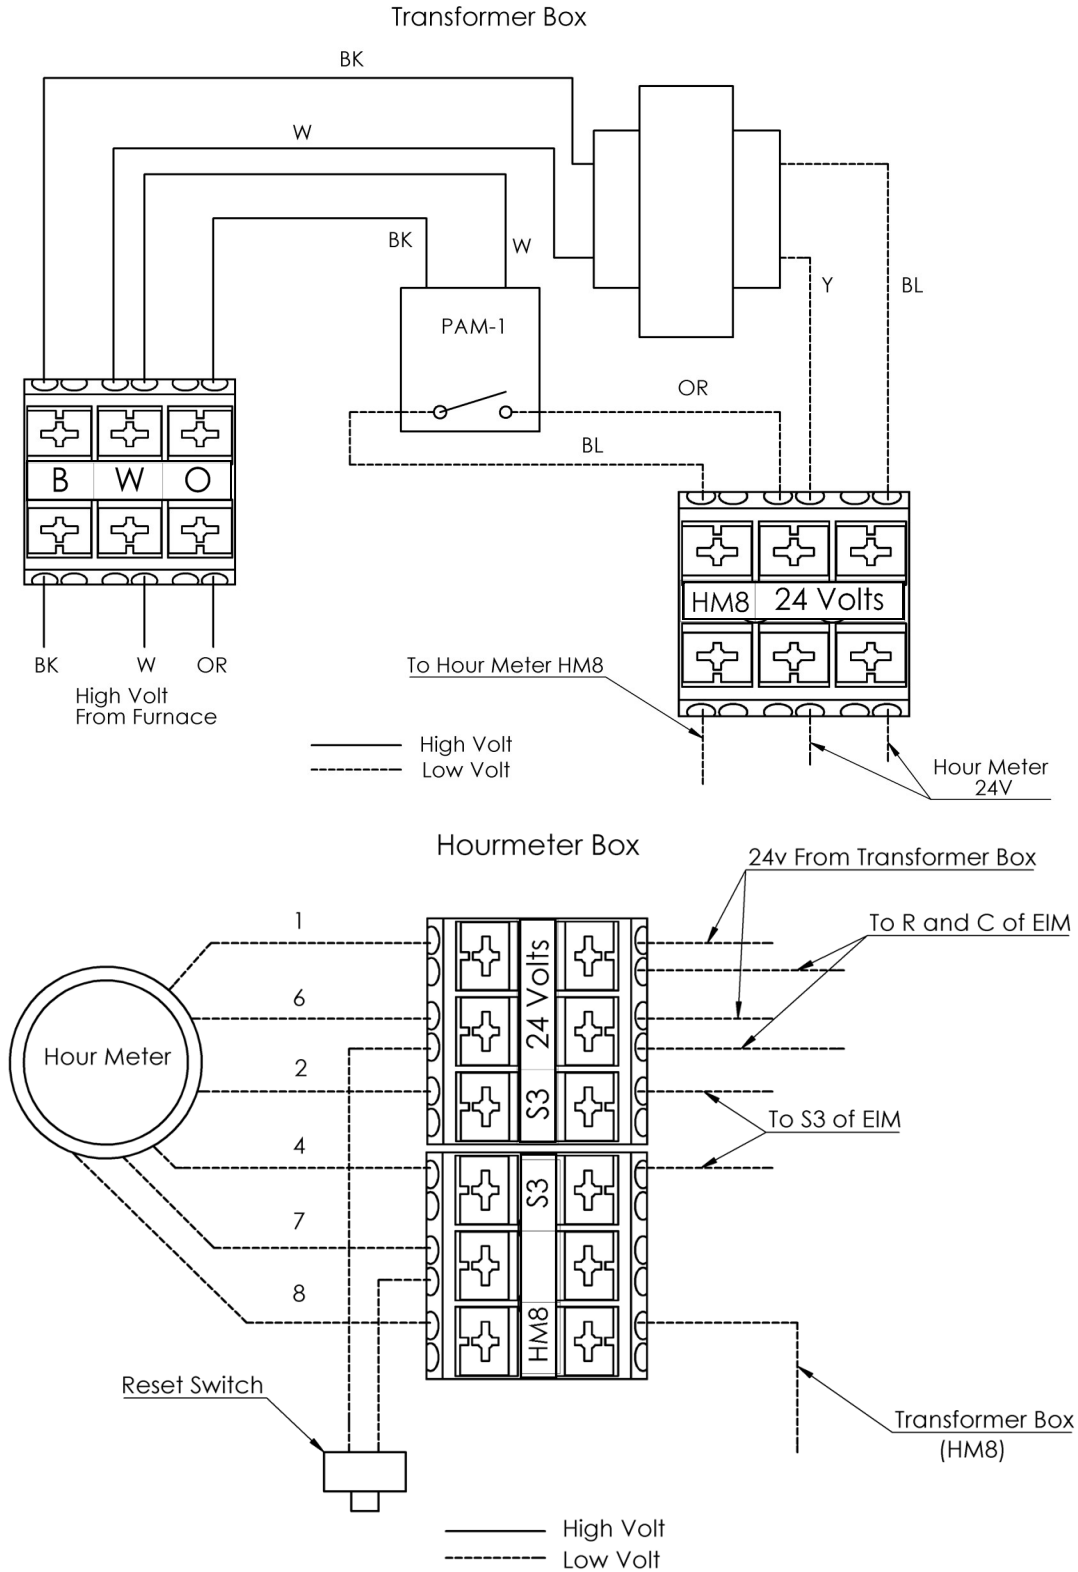 Transformer Box
BK
W
BK
W
Y
BL
PAM-1
OR
BL
B W O
HM8 24 Volts
BK W OR
To Hour Meter HM8
High Volt
From Furnace
High Volt
Low Volt
Hour Meter
24V
Hourmeter Box
24v From Transformer Box
1
To R and C of EIM
24 Volts
6
Hour Meter
2
S3
To S3 of EIM
4
S3
7
8
HM8
Reset Switch
Transformer Box
(HM8)
High Volt
Low Volt